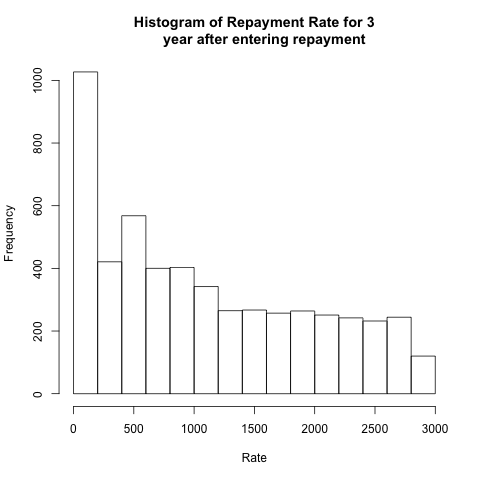 Histogram of Repayment Rate for 3
year after entering repayment
Frequency
1000
800
600
400
200
0
0 500 1000 1500 2000 2500 3000
Rate